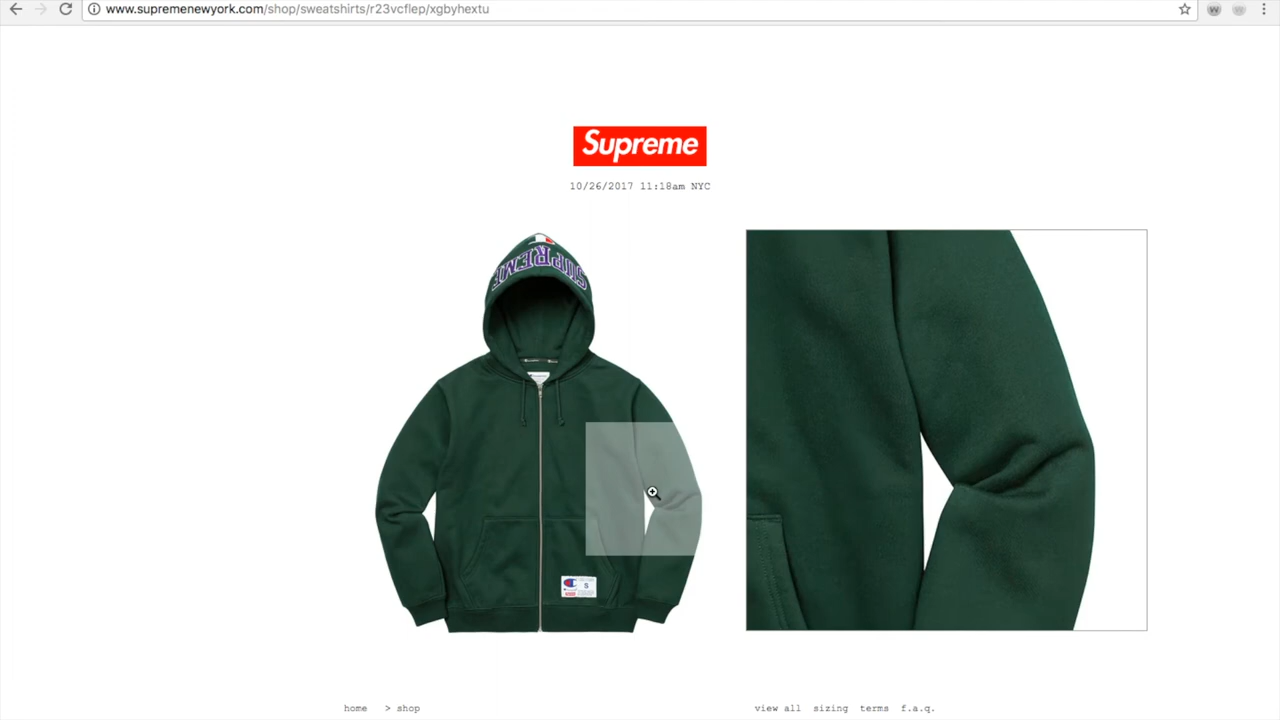 www.supremenewyork.com/shop/sweatshirts/r23vcflep/xgbyhextu
Supreme
10/26/2017 11:18am NYC
SUPREME
S
home > shop
view all sizing terms f.a.q.